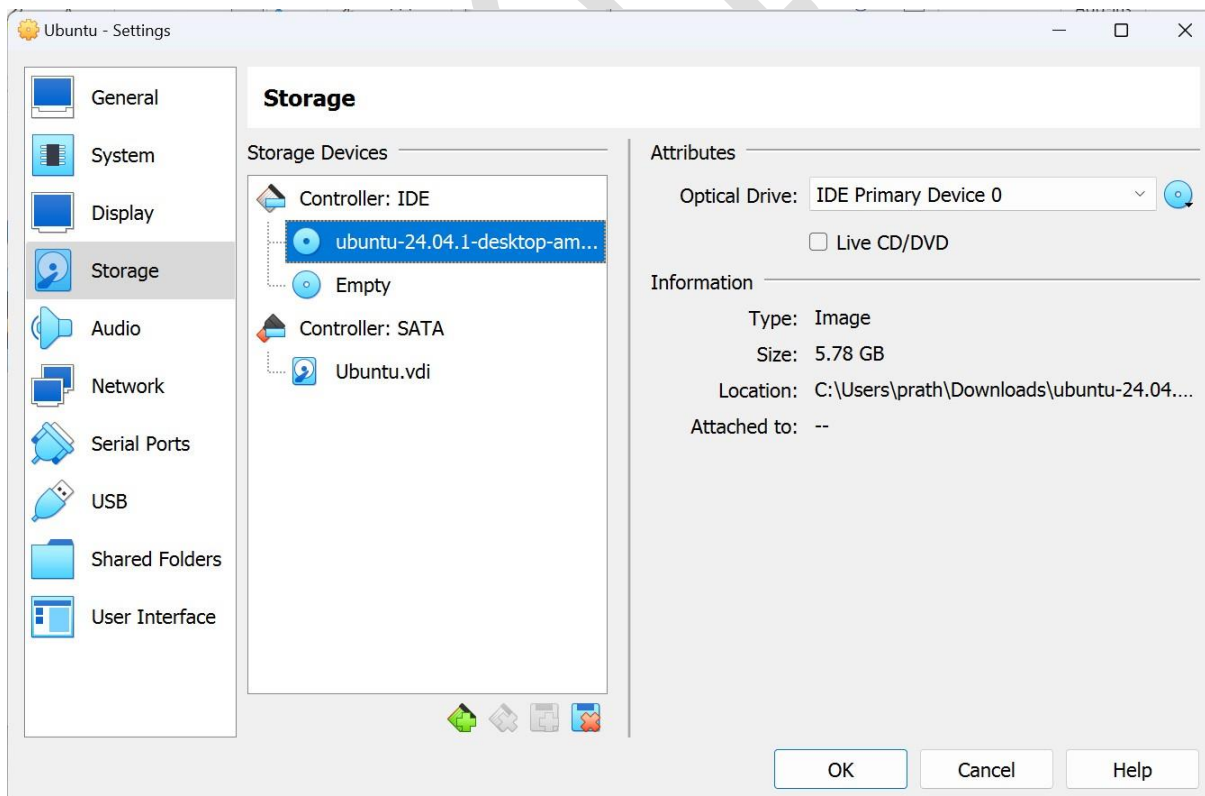 Ubuntu - Settings
General
System
Display
Storage
Audio
Network
Serial Ports
USB
Shared Folders
User Interface
Storage
Storage Devices
Controller: IDE
ubuntu-24.04.1-desktop-am...
Empty
Controller: SATA
Ubuntu.vdi
Attributes
Optical Drive: IDE Primary Device 0
Live CD/DVD
Information
Type: Image
Size: 5.78 GB
Location: C:\Users\prath\Downloads\ubuntu-24.04....
Attached to: --
OK Cancel Help